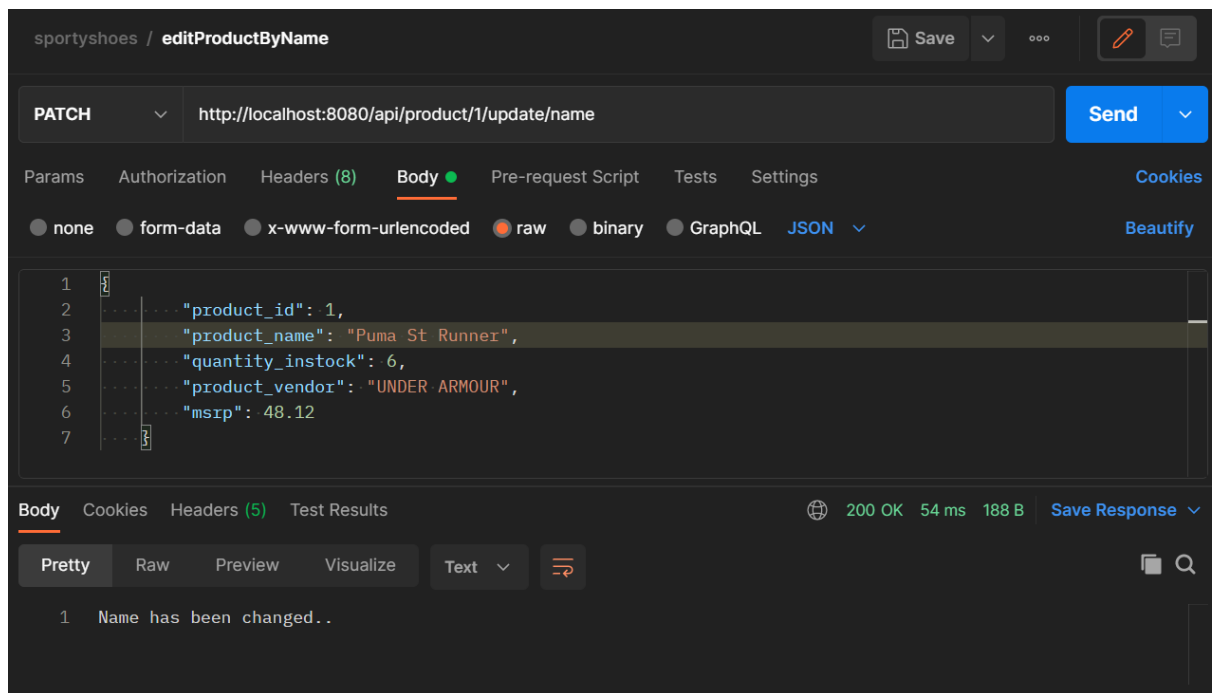 sportyshoes / editProductByName Save ooo
PATCH http://localhost:8080/api/product/1/update/name Send
Params Authorization Headers (8) Body Pre-request Script Tests Settings Cookies
none form-data x-www-form-urlencoded raw binary GraphQL JSON Beautify
1 {
2 "product_id": 1,
3 "product_name": "Puma St Runner",
4 "quantity_instock": 6,
5 "product_vendor": "UNDER ARMOUR",
6 "msrp": 48.12
7 }
Body Cookies Headers (5) Test Results 200 OK 54 ms 188 B Save Response
Pretty Raw Preview Visualize Text
1 Name has been changed..